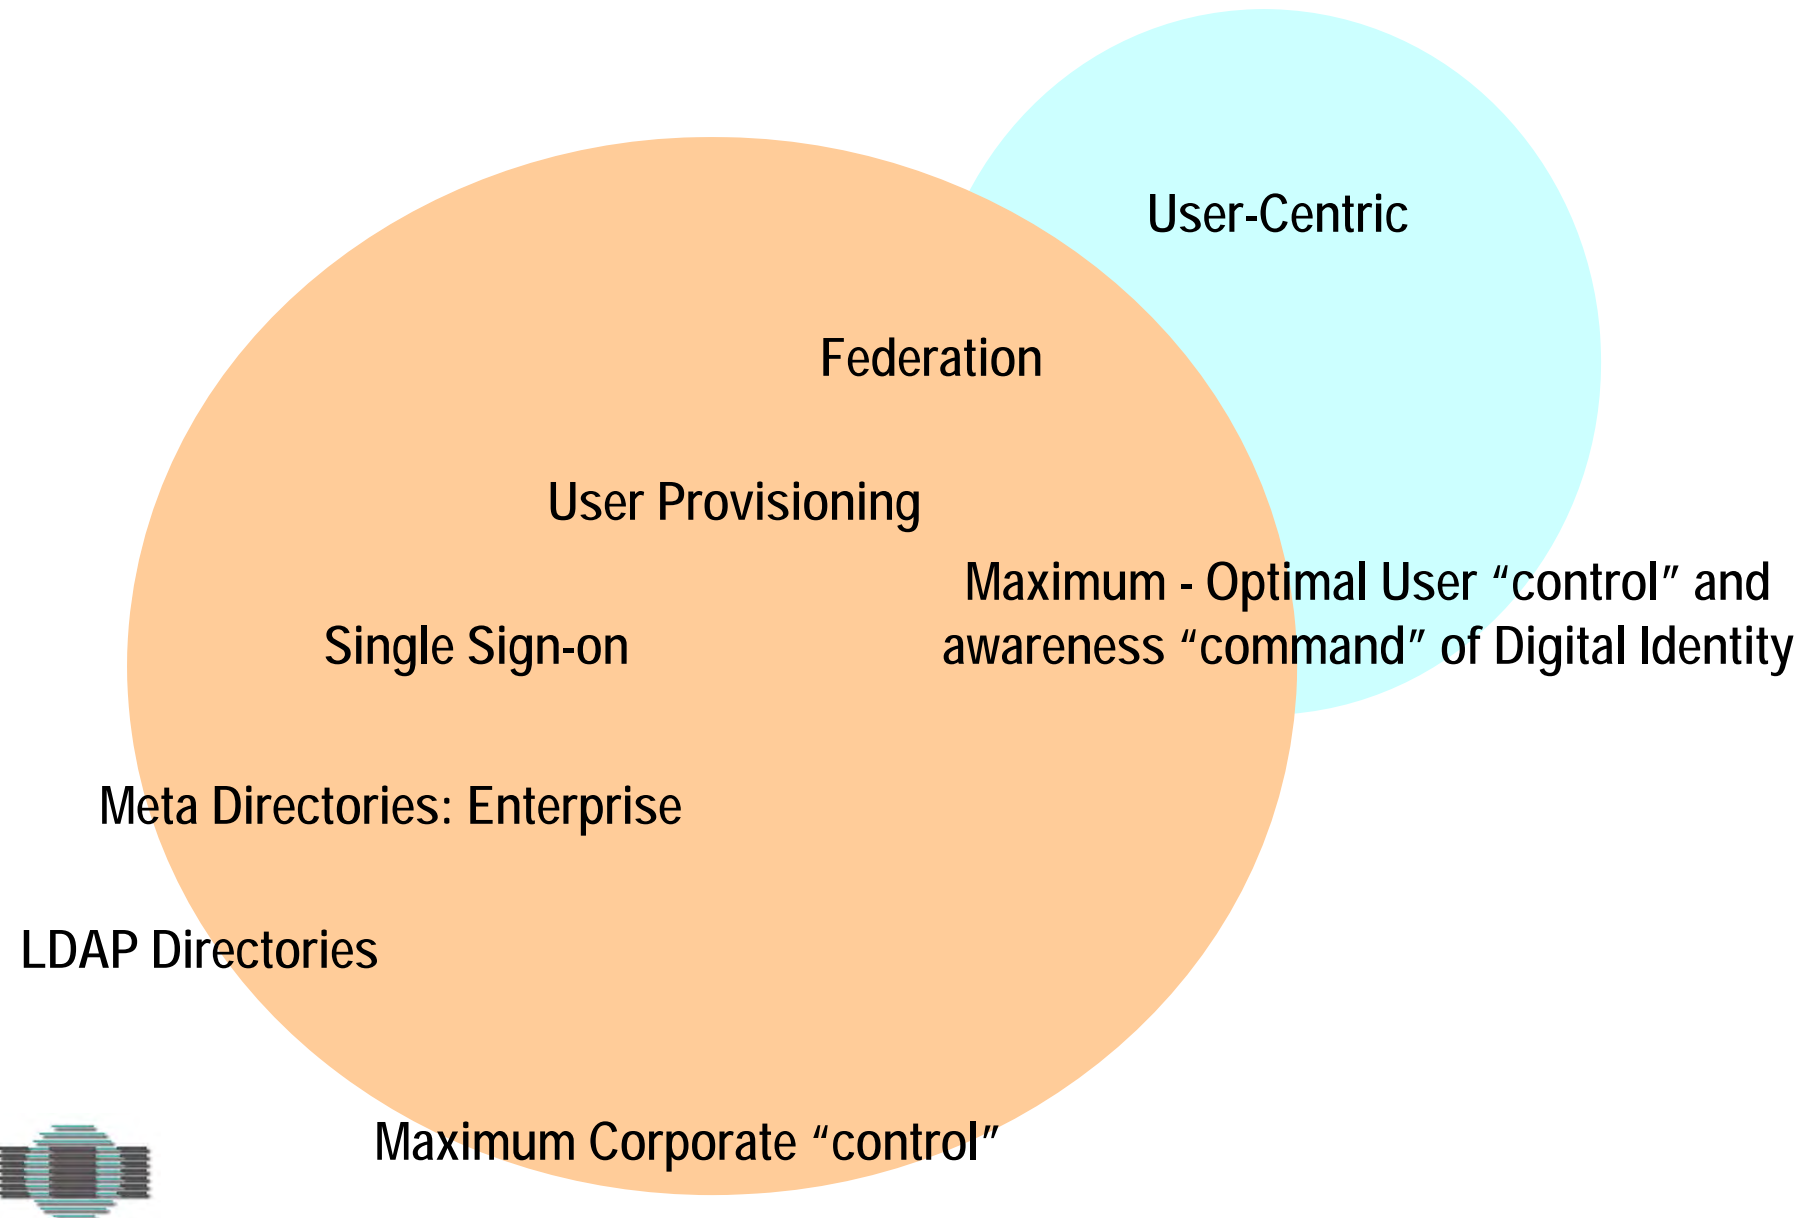 User-Centric
Federation
User Provisioning
Maximum - Optimal User “control” and
awareness “command” of Digital Identity
Single Sign-on
Meta Directories: Enterprise
LDAP Directories
Maximum Corporate “control”